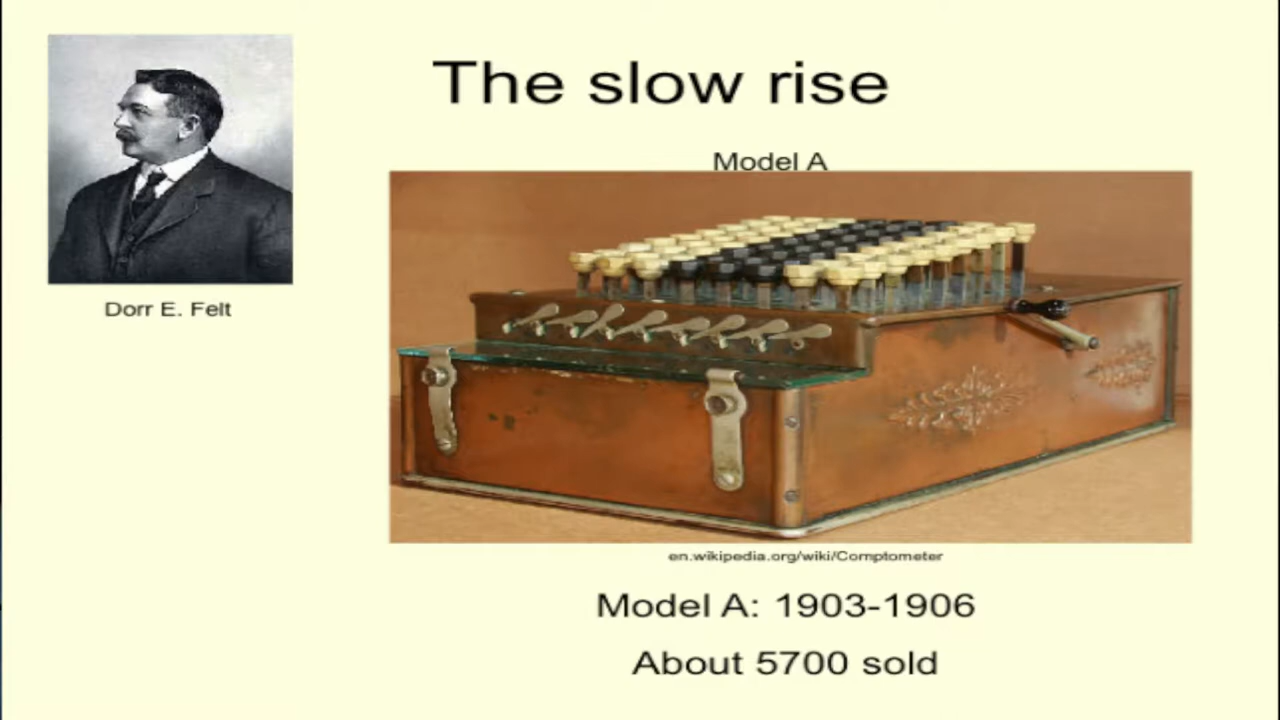 The slow rise
Model A
Dorr E. Felt
en.wikipedia.org/wiki/Comptometer
Model A: 1903-1906
About 5700 sold